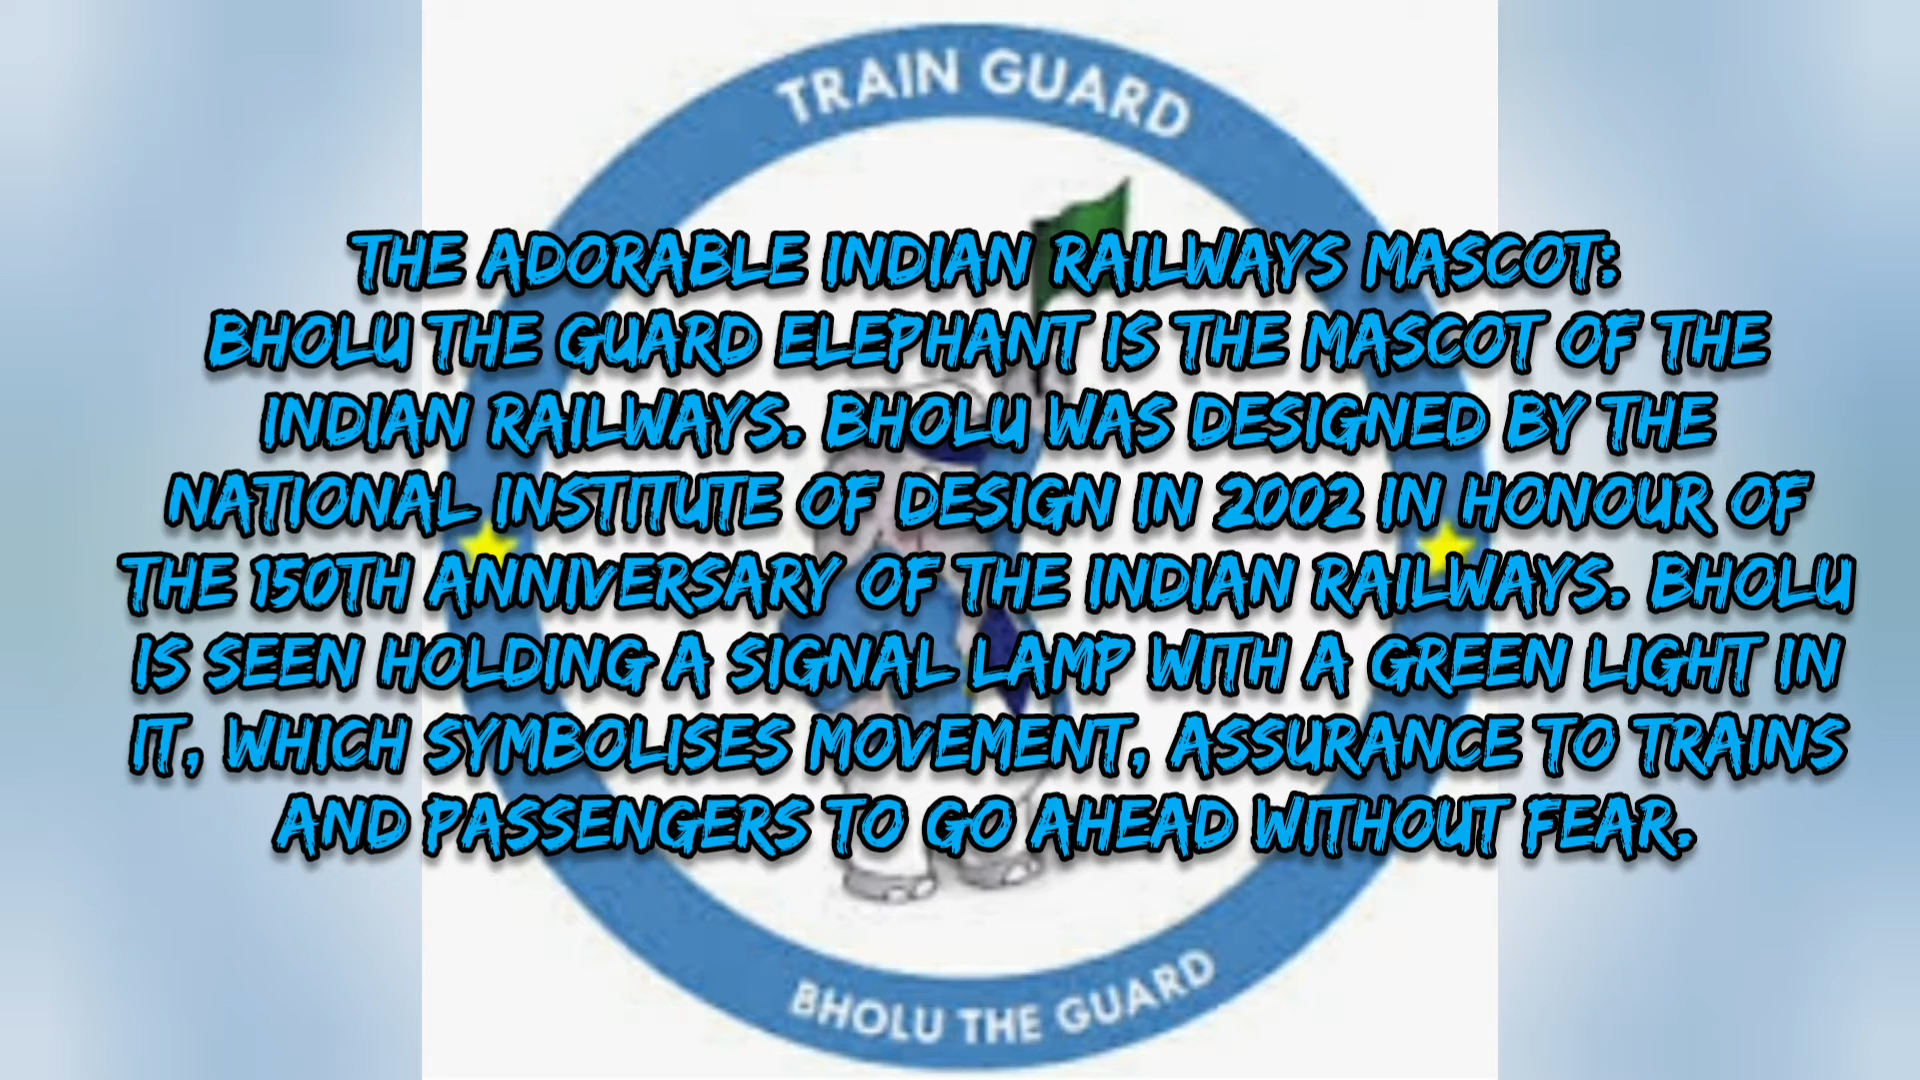 TRAIN GUARD
THE ADORABLE INDIAN RAILWAYS MASCOT:
BHOLU THE GUARD ELEPHANT IS THE MASCOT OF THE
INDIAN RAILWAYS. BHOLU WAS DESIGNED BY THE
NATIONAL INSTITUTE OF DESIGN IN 2002 IN HONOUR OF
THE 150TH ANNIVERSARY OF THE INDIAN RAILWAYS. BHOLU
IS SEEN HOLDING A SIGNAL LAMP WITH A GREEN LIGHT IN
IT, WHICH SYMBOLISES MOVEMENT, ASSURANCE TO TRAINS
AND PASSENGERS TO GO AHEAD WITHOUT FEAR.
BHOLU THE GUARD